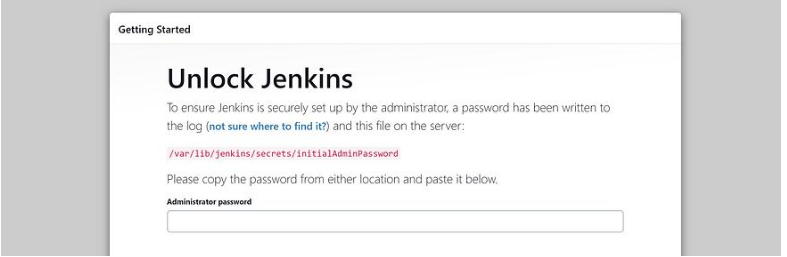 Getting Started
Unlock Jenkins
To ensure Jenkins is securely set up by the administrator, a password has been written to
the log (not sure where to find it?) and this file on the server:
/var/lib/jenkins/secrets/initialAdminPassword
Please copy the password from either location and paste it below.
Administrator password